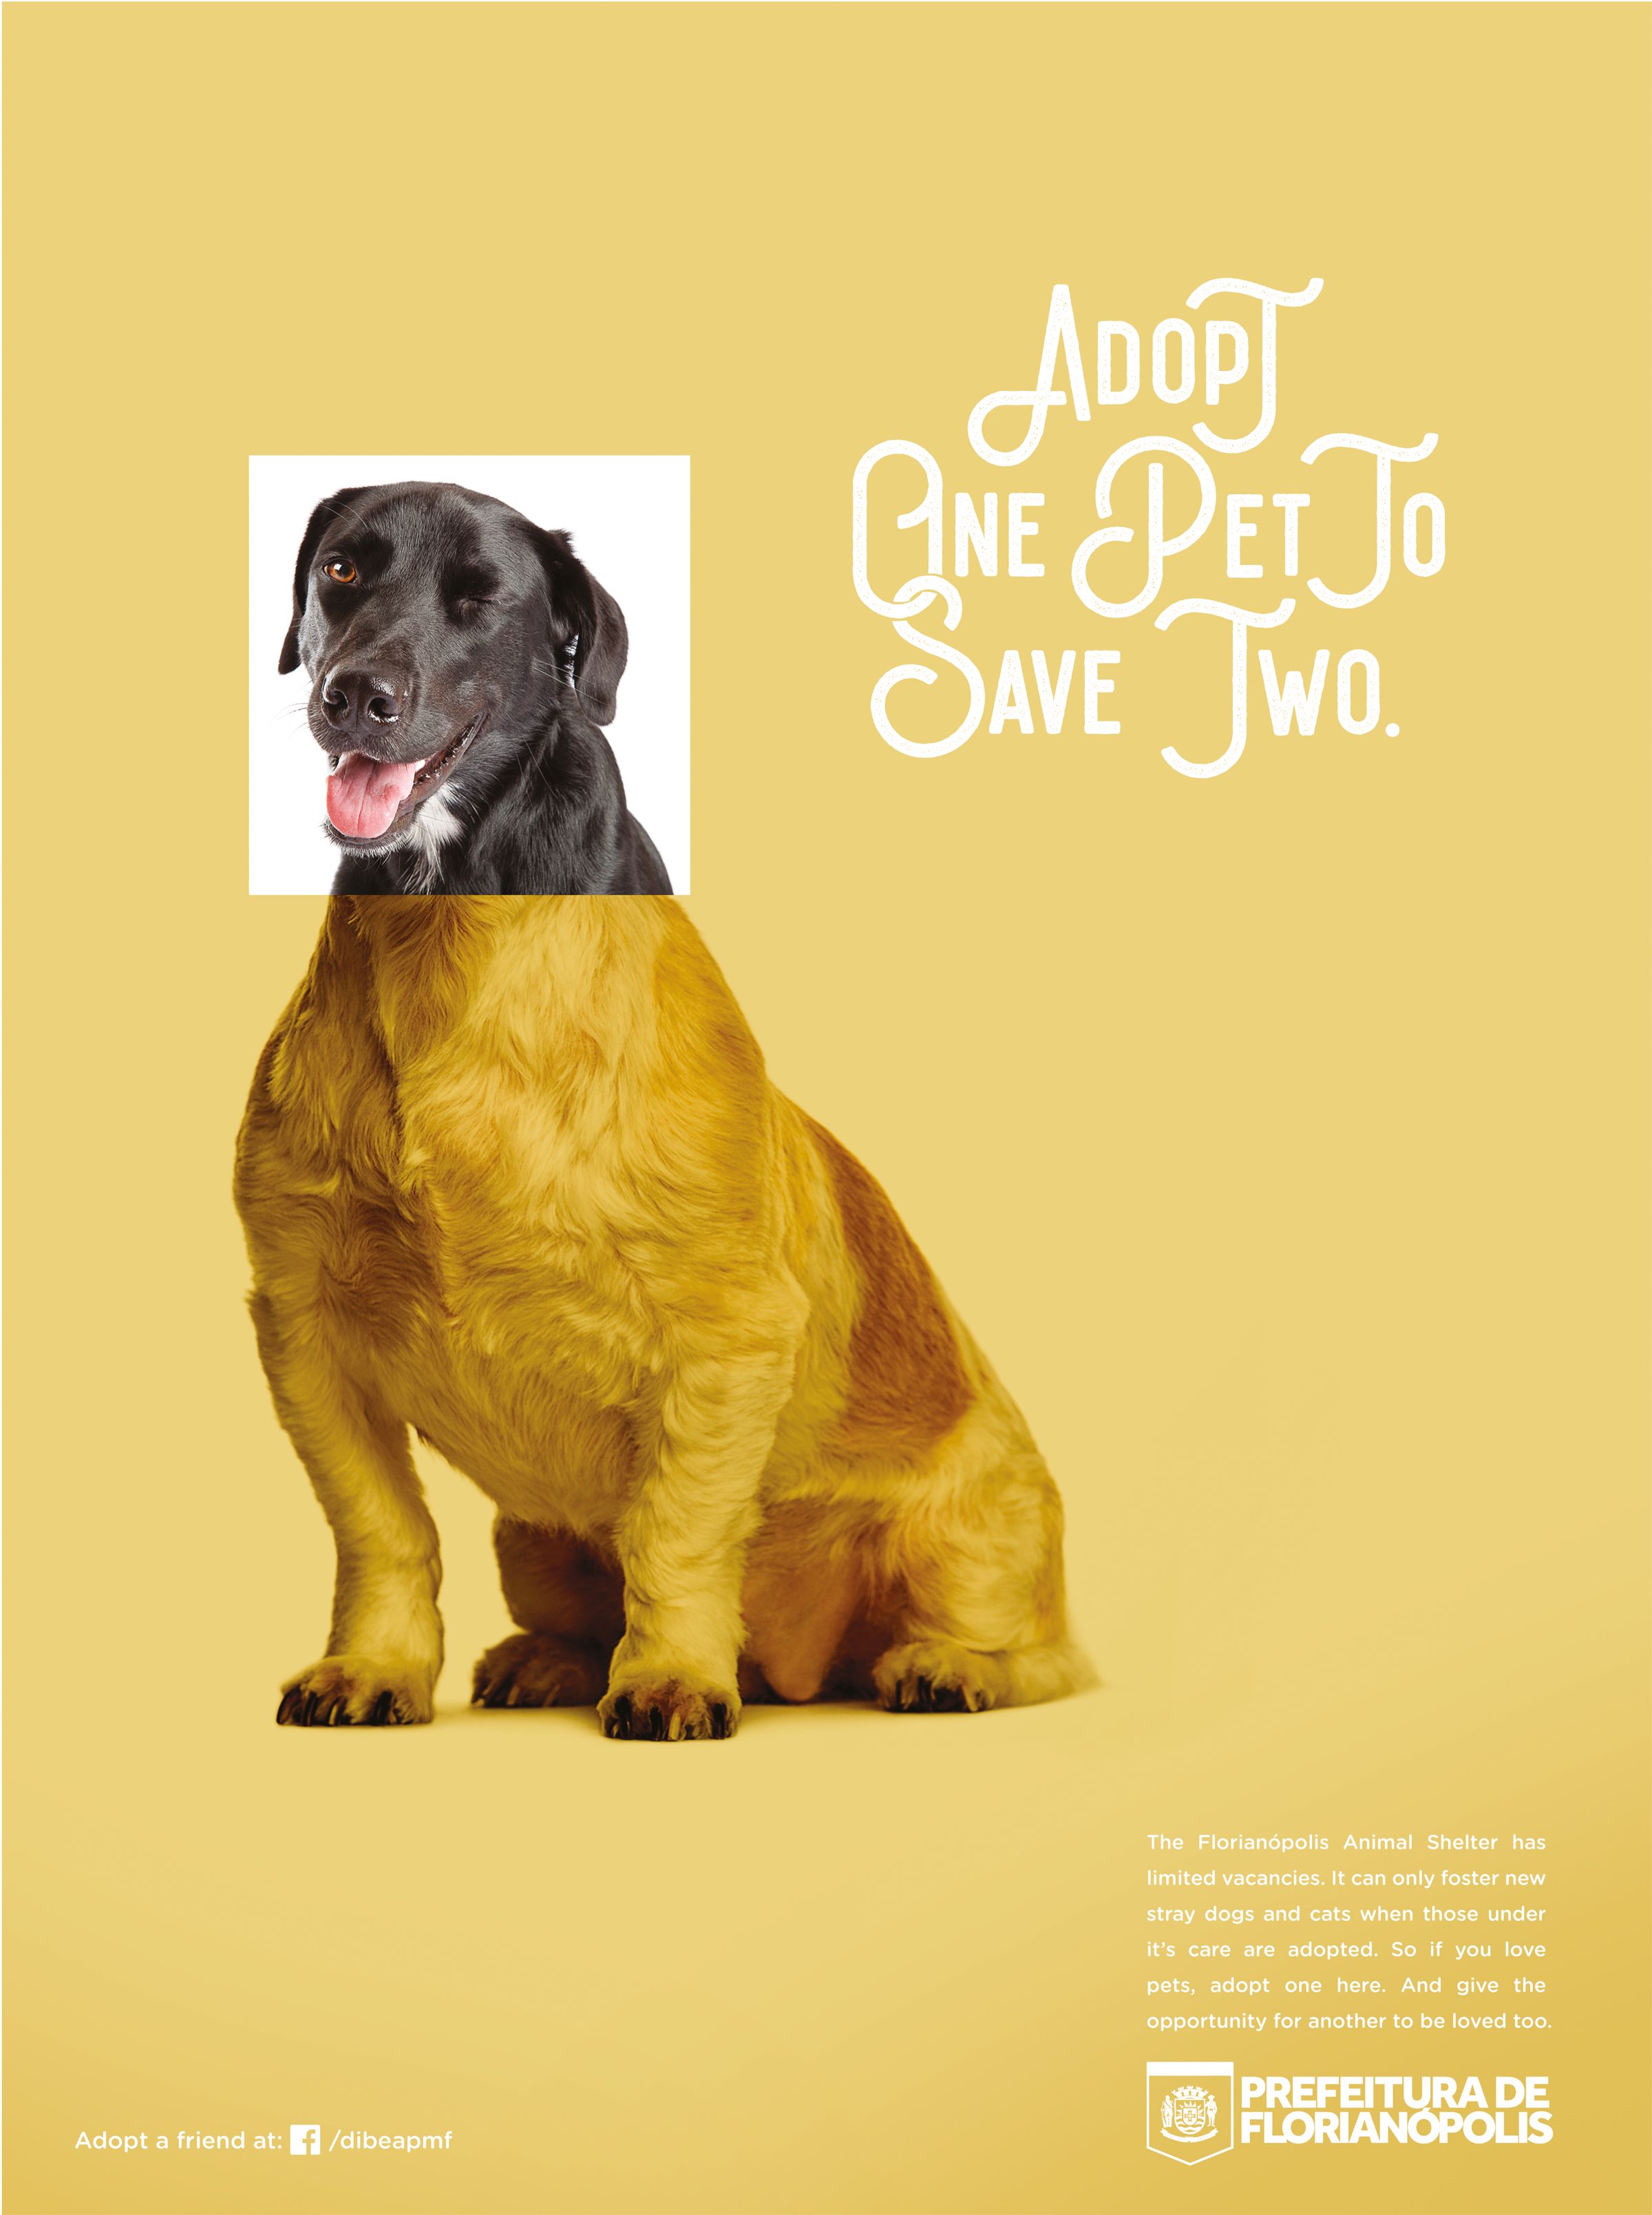 Adopt
One Pet To
Save Two.
The Florianópolis Animal Shelter has
limited vacancies. It can only foster new
stray dogs and cats when those under
it's care are adopted. So if you love
pets, adopt one here. And give the
opportunity for another to be loved too.
PREFEITURA DE
FLORIANÓPOLIS
Adopt a friend at: f /dibeapmf